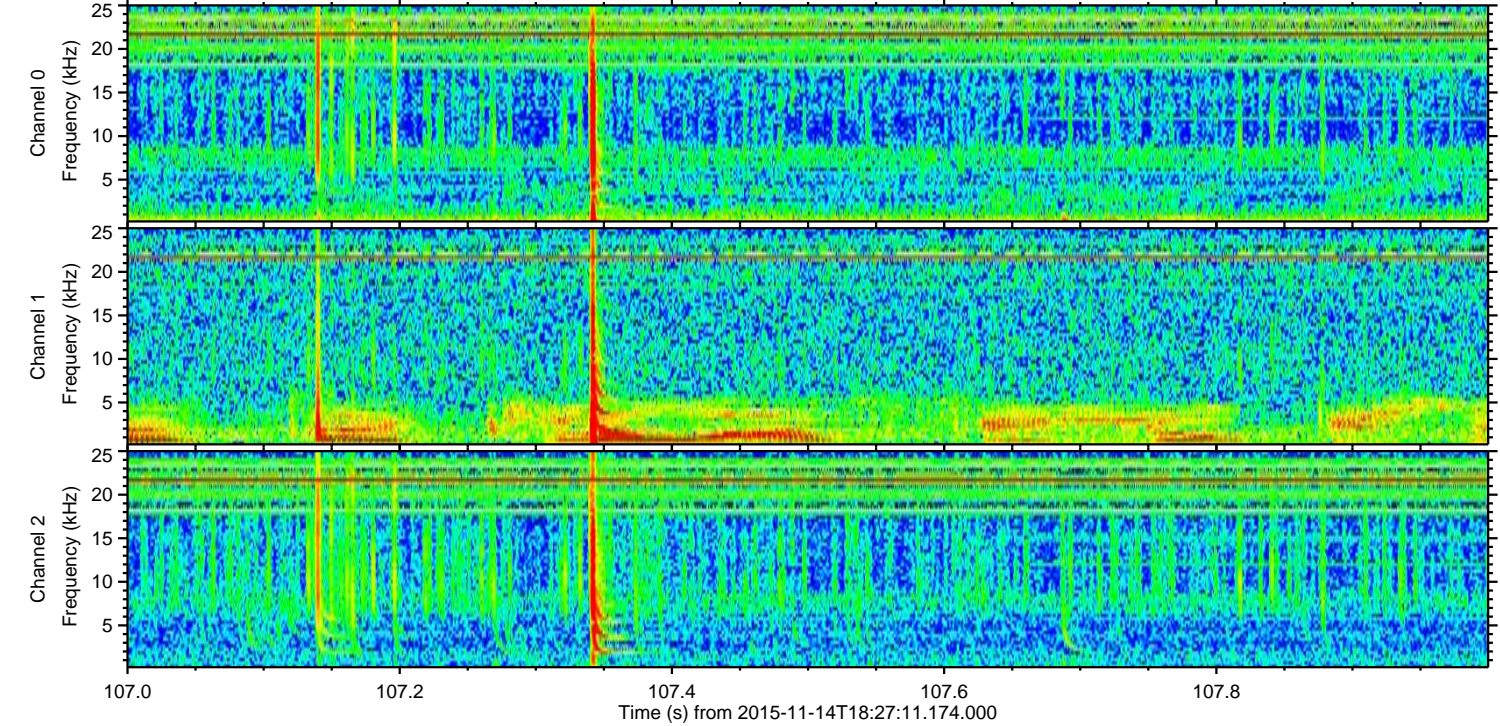 25
20
15
10
5
Channel 0
Frequency (kHz)
25
20
15
10
5
Channel 1
Frequency (kHz)
25
20
15
10
5
Channel 2
Frequency (kHz)
107.0 107.2 107.4 107.6 107.8
Time (s) from 2015-11-14T18:27:11.174.000